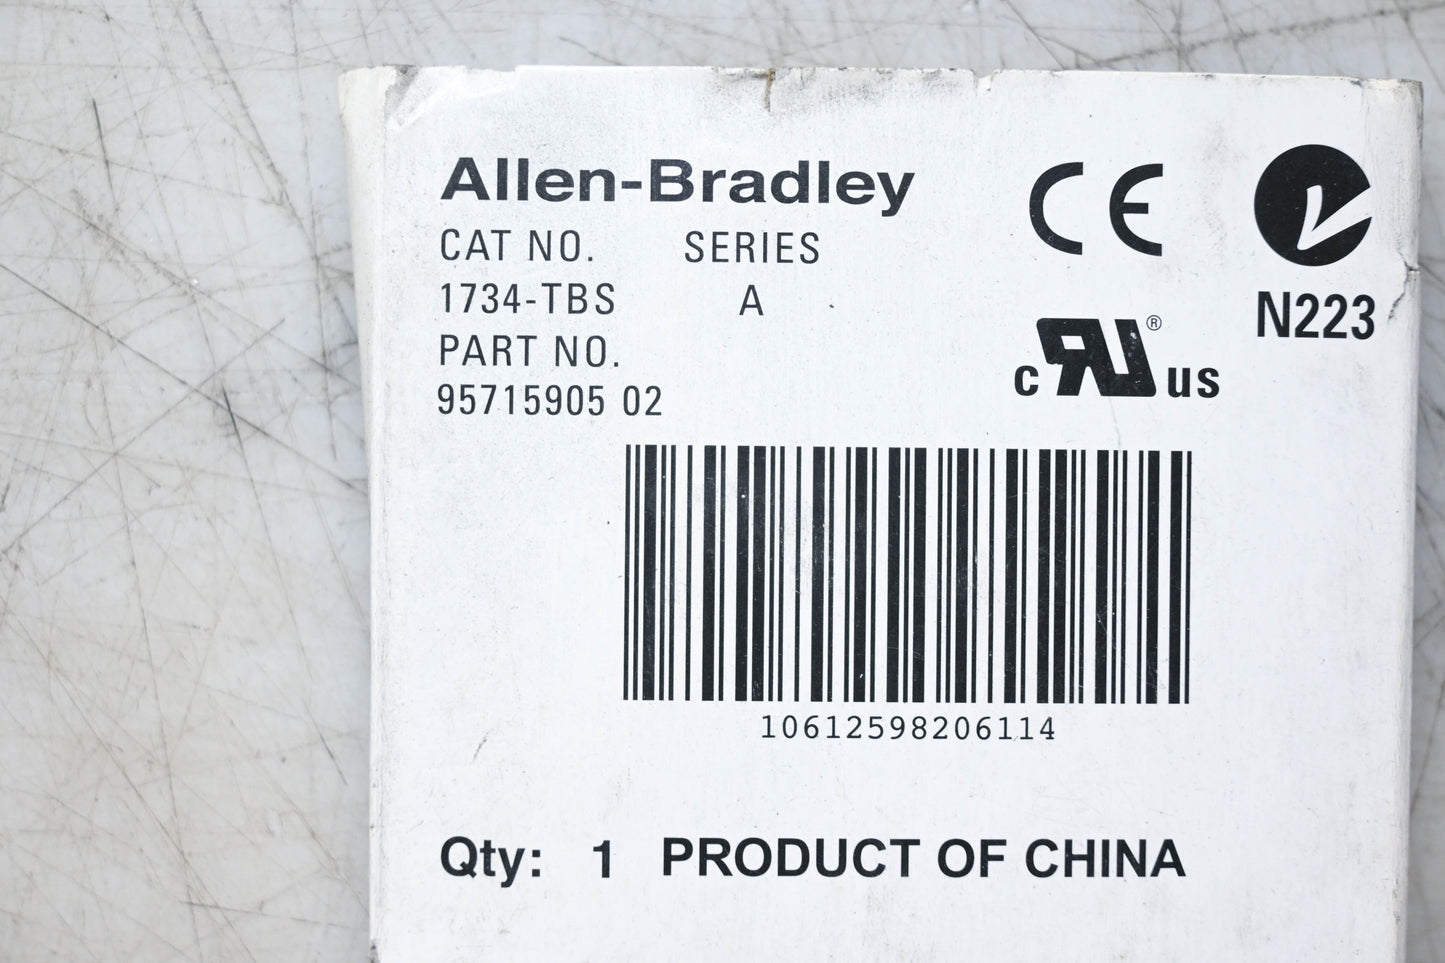 Allen-Bradley
CAT NO. SERIES
1734-TBS A
PART NO.
95715905 02
CE
N223
c RU ® us
10612598206114
Qty: 1 PRODUCT OF CHINA